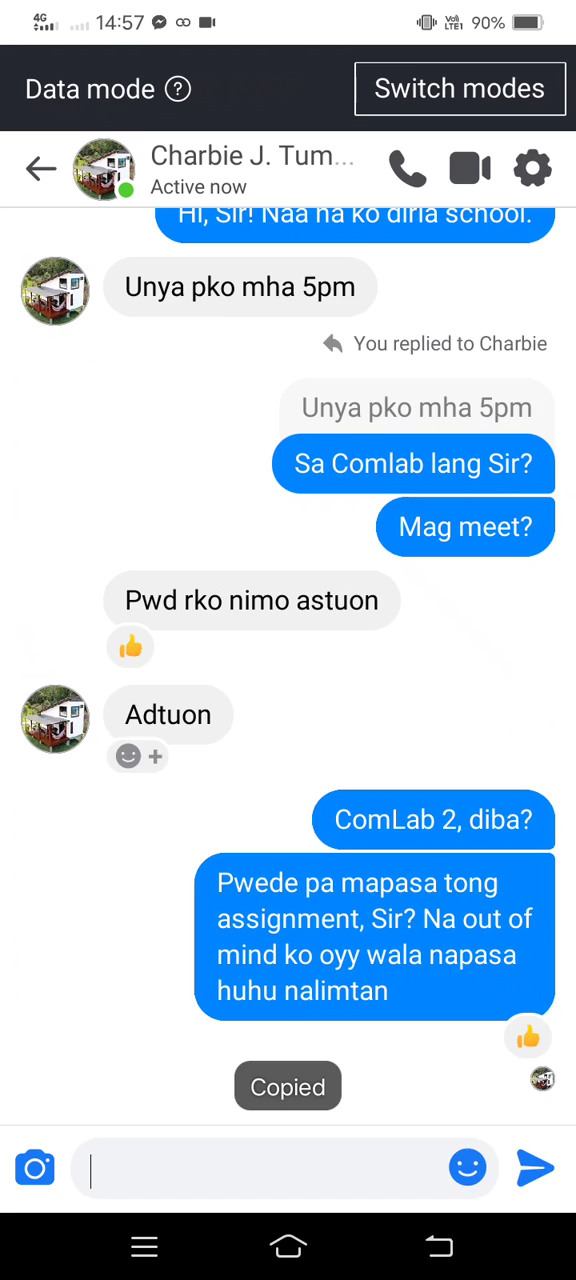 4G 14:57 VoIl LTE1 90%
Data mode ? Switch modes
Charbie J. Tum...
Active now
Hi, Sir! Naa na ko diria school.
Unya pko mha 5pm
You replied to Charbie
Unya pko mha 5pm
Sa Comlab lang Sir?
Mag meet?
Pwd rko nimo astuon
Adtuon
ComLab 2, diba?
Pwede pa mapasa tong
assignment, Sir? Na out of
mind ko oyy wala napasa
huhu nalimtan
Copied